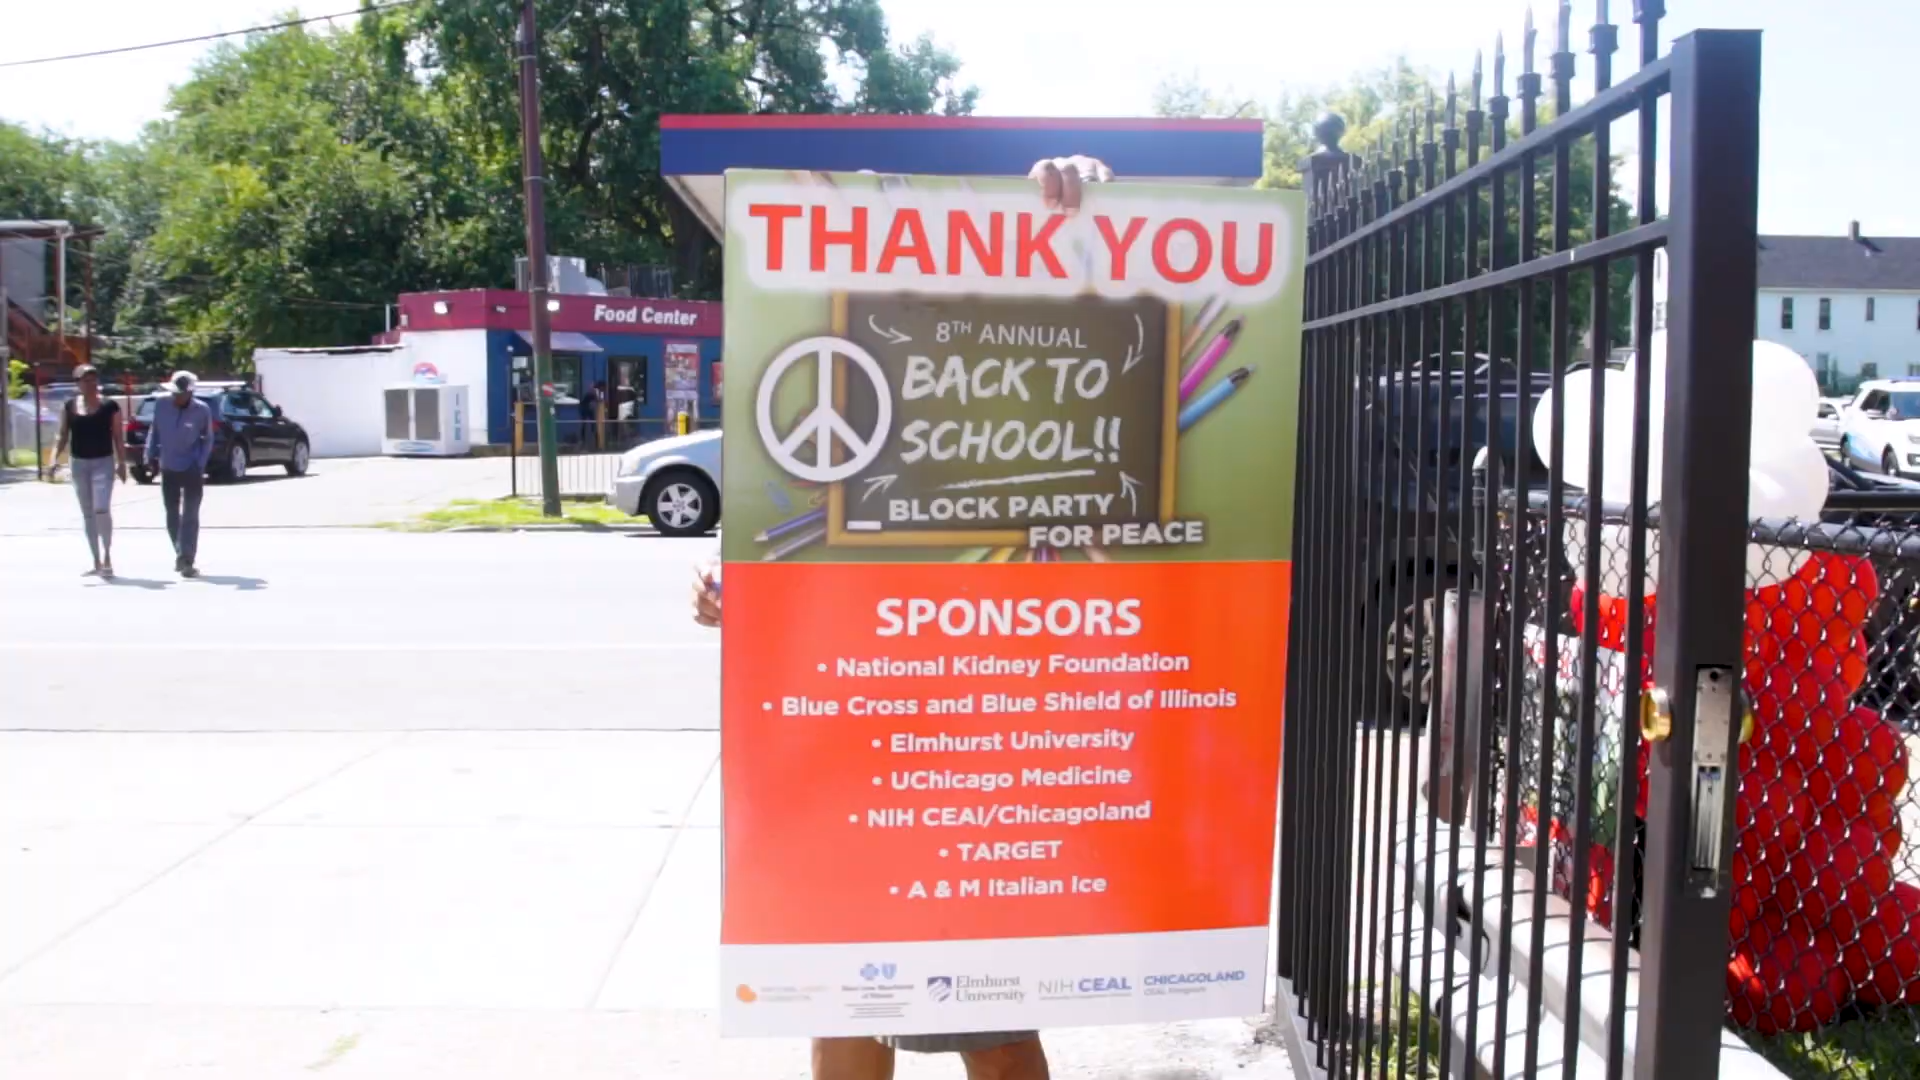 Food Center
ICE
THANK YOU
8TH ANNUAL
BACK TO
SCHOOL!!
BLOCK PARTY
FOR PEACE
SPONSORS
• National Kidney Foundation
• Blue Cross and Blue Shield of Illinois
• Elmhurst University
• UChicago Medicine
• NIH CEAl/Chicagoland
• TARGET
• A & M Italian Ice
Elmhurst
University
NIH CEAL
CHICAGOLAND